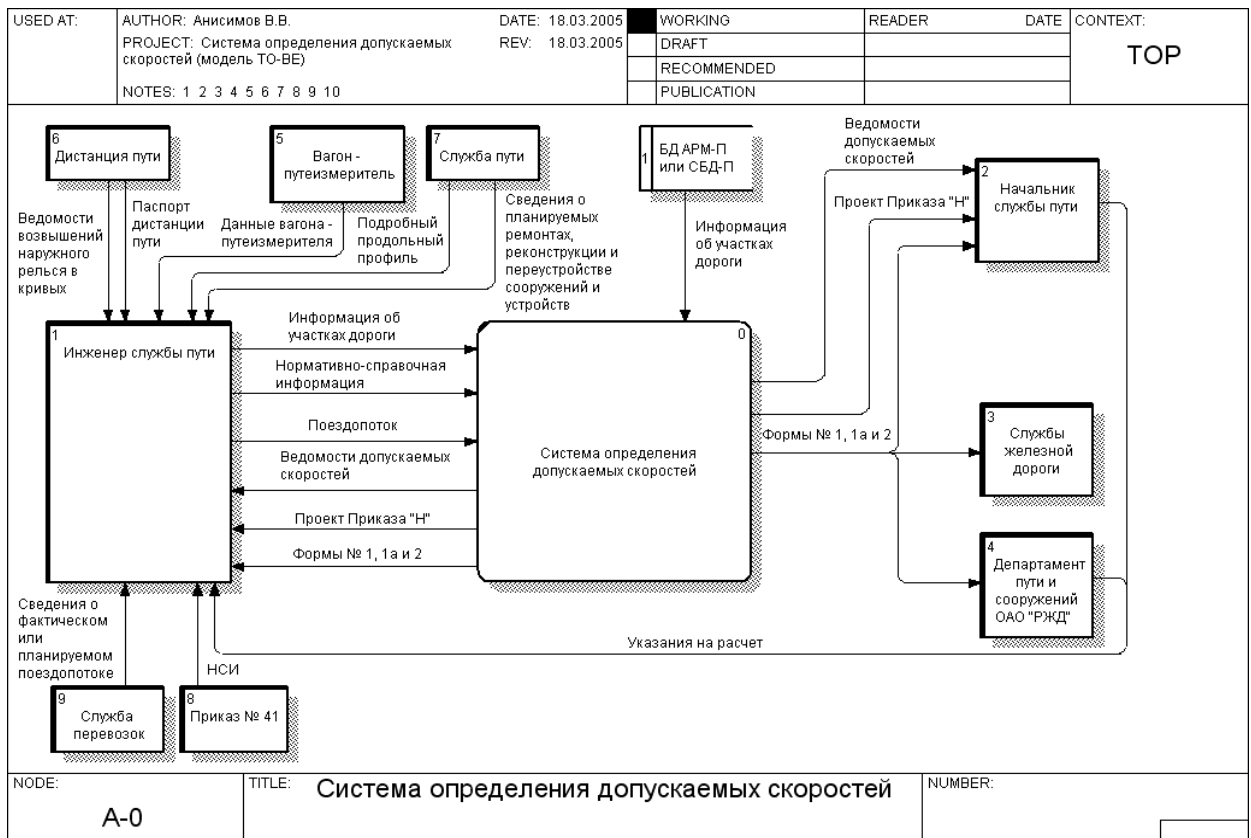 USED AT:
AUTHOR: Анисимов В.В.
DATE: 18.03.2005
PROJECT: Система определения допускаемых
скоростей (модель TO-BE)
REV: 18.03.2005
NOTES: 1 2 3 4 5 6 7 8 9 10
WORKING
DRAFT
RECOMMENDED
PUBLICATION
READER
DATE
CONTEXT:
TOP
6
Дистанция пути
5
Вагон -
путеизмеритель
7
Служба пути
1
БД АРМ-П
или СБД-П
Ведомости
допускаемых
скоростей
2
Начальник
службы пути
Ведомости
возвышений
наружного
рельса в
кривых
Паспорт
дистанции
пути
Данные вагона -
путеизмерителя
Подробный
продольный
профиль
Сведения о
планируемых
ремонтах,
реконструкции и
переустройстве
сооружений и
устройств
Информация
об участках
дороги
Проект Приказа "Н"
1
Инженер службы пути
Информация об
участках дороги
Нормативно-справочная
информация
Поездопоток
Ведомости допускаемых
скоростей
Проект Приказа "Н"
Формы № 1, 1а и 2
0
Система определения
допускаемых скоростей
Формы № 1, 1а и 2
3
Службы
железной
дороги
4
Департамент
пути и
сооружений
ОАО "РЖД"
Сведения о
фактическом
или
планируемом
поездопотоке
НСИ
Указания на расчет
9
Служба
перевозок
8
Приказ № 41
NODE:
A-0
TITLE:
Система определения допускаемых скоростей
NUMBER: